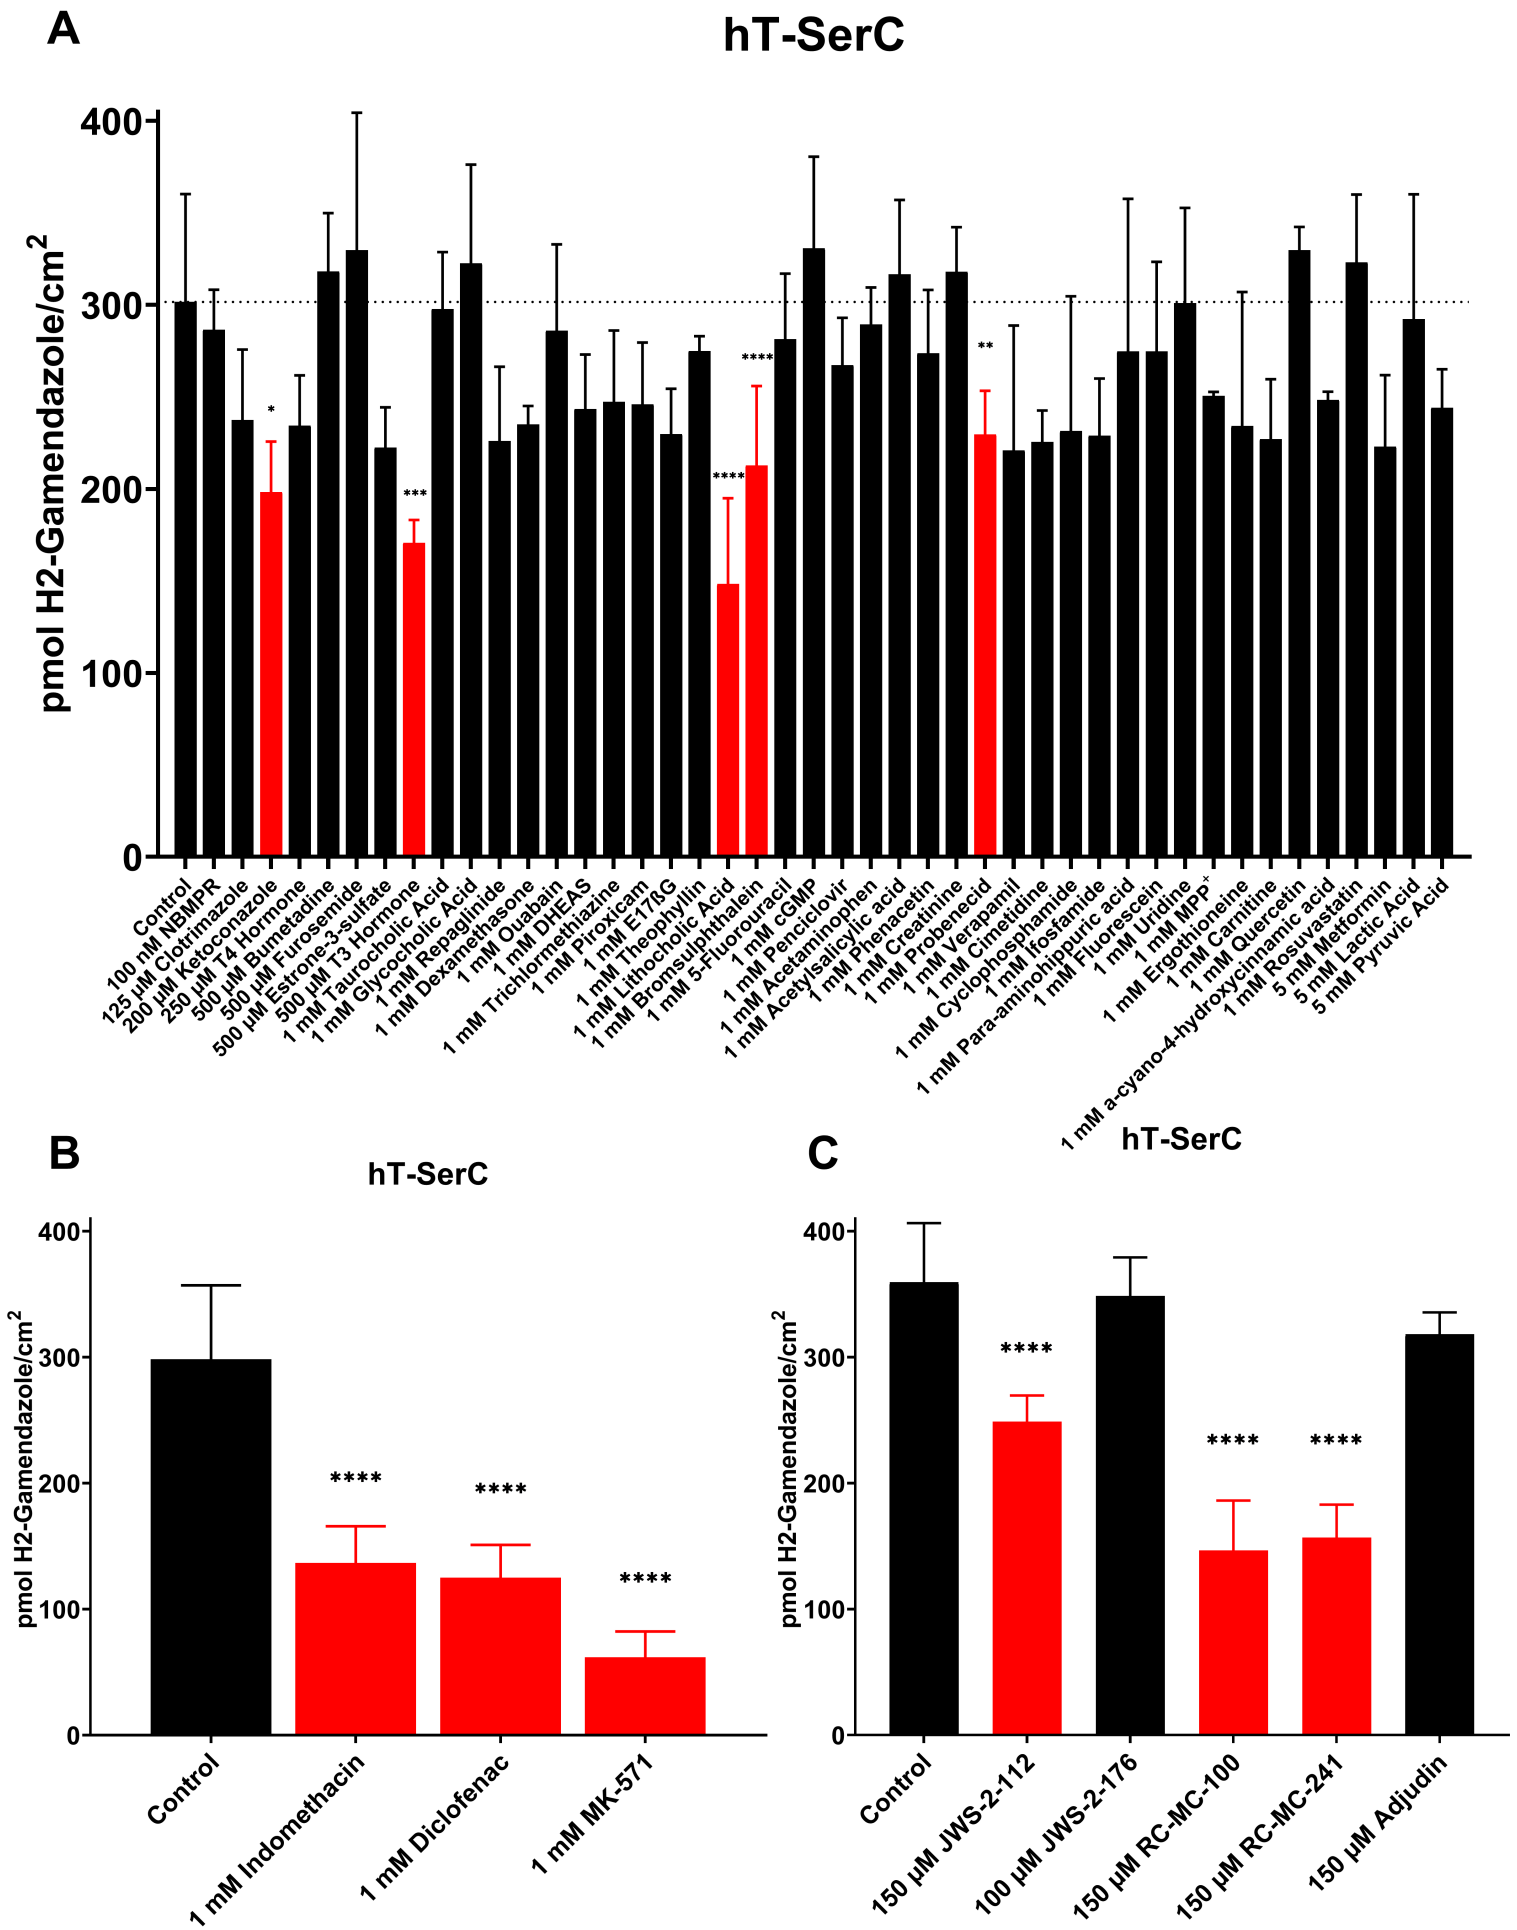 A
hT-SerC
pmol H2-Gamendazole/cm²
400
300
200
100
0
*
***
****
****
**
Control
100 nM NBMPR
125 µM Clotrimazole
200 µM Ketoconazole
250 µM T4 Hormone
500 µM Bumetadine
500 µM Furosemide
500 µM Estrone-3-sulfate
500 µM T3 Hormone
1 mM Taurocholic Acid
1 mM Glycocholic Acid
1 mM Repaglinide
1 mM Dexamethasone
1 mM Ouabain
1 mM DHEAS
1 mM Trichlormethiazine
1 mM Piroxicam
1 mM E17ßG
1 mM Theophyllin
1 mM Lithocholic Acid
1 mM Bromsulphthalein
1 mM 5-Fluorouracil
1 mM cGMP
1 mM Penciclovir
1 mM Acetaminophen
1 mM Acetylsalicylic acid
1 mM Phenacetin
1 mM Creatinine
1 mM Probenecid
1 mM Verapamil
1 mM Cimetidine
1 mM Cyclophosphamide
1 mM Ifosfamide
1 mM Para-aminohippuric acid
1 mM Fluorescein
1 mM Uridine
1 mM MPP⁺
1 mM Ergothioneine
1 mM Carnitine
1 mM Quercetin
1 mM a-cyano-4-hydroxycinnamic acid
1 mM Rosuvastatin
5 mM Metformin
5 mM Lactic Acid
5 mM Pyruvic Acid
B
hT-SerC
pmol H2-Gamendazole/cm²
400
300
200
100
0
****
****
****
Control
1 mM Indomethacin
1 mM Diclofenac
1 mM MK-571
C
hT-SerC
pmol H2-Gamendazole/cm²
400
300
200
100
0
****
****
****
Control
150 µM JWS-2-112
100 µM JWS-2-176
150 µM RC-MC-100
150 µM RC-MC-241
150 µM Adjudin